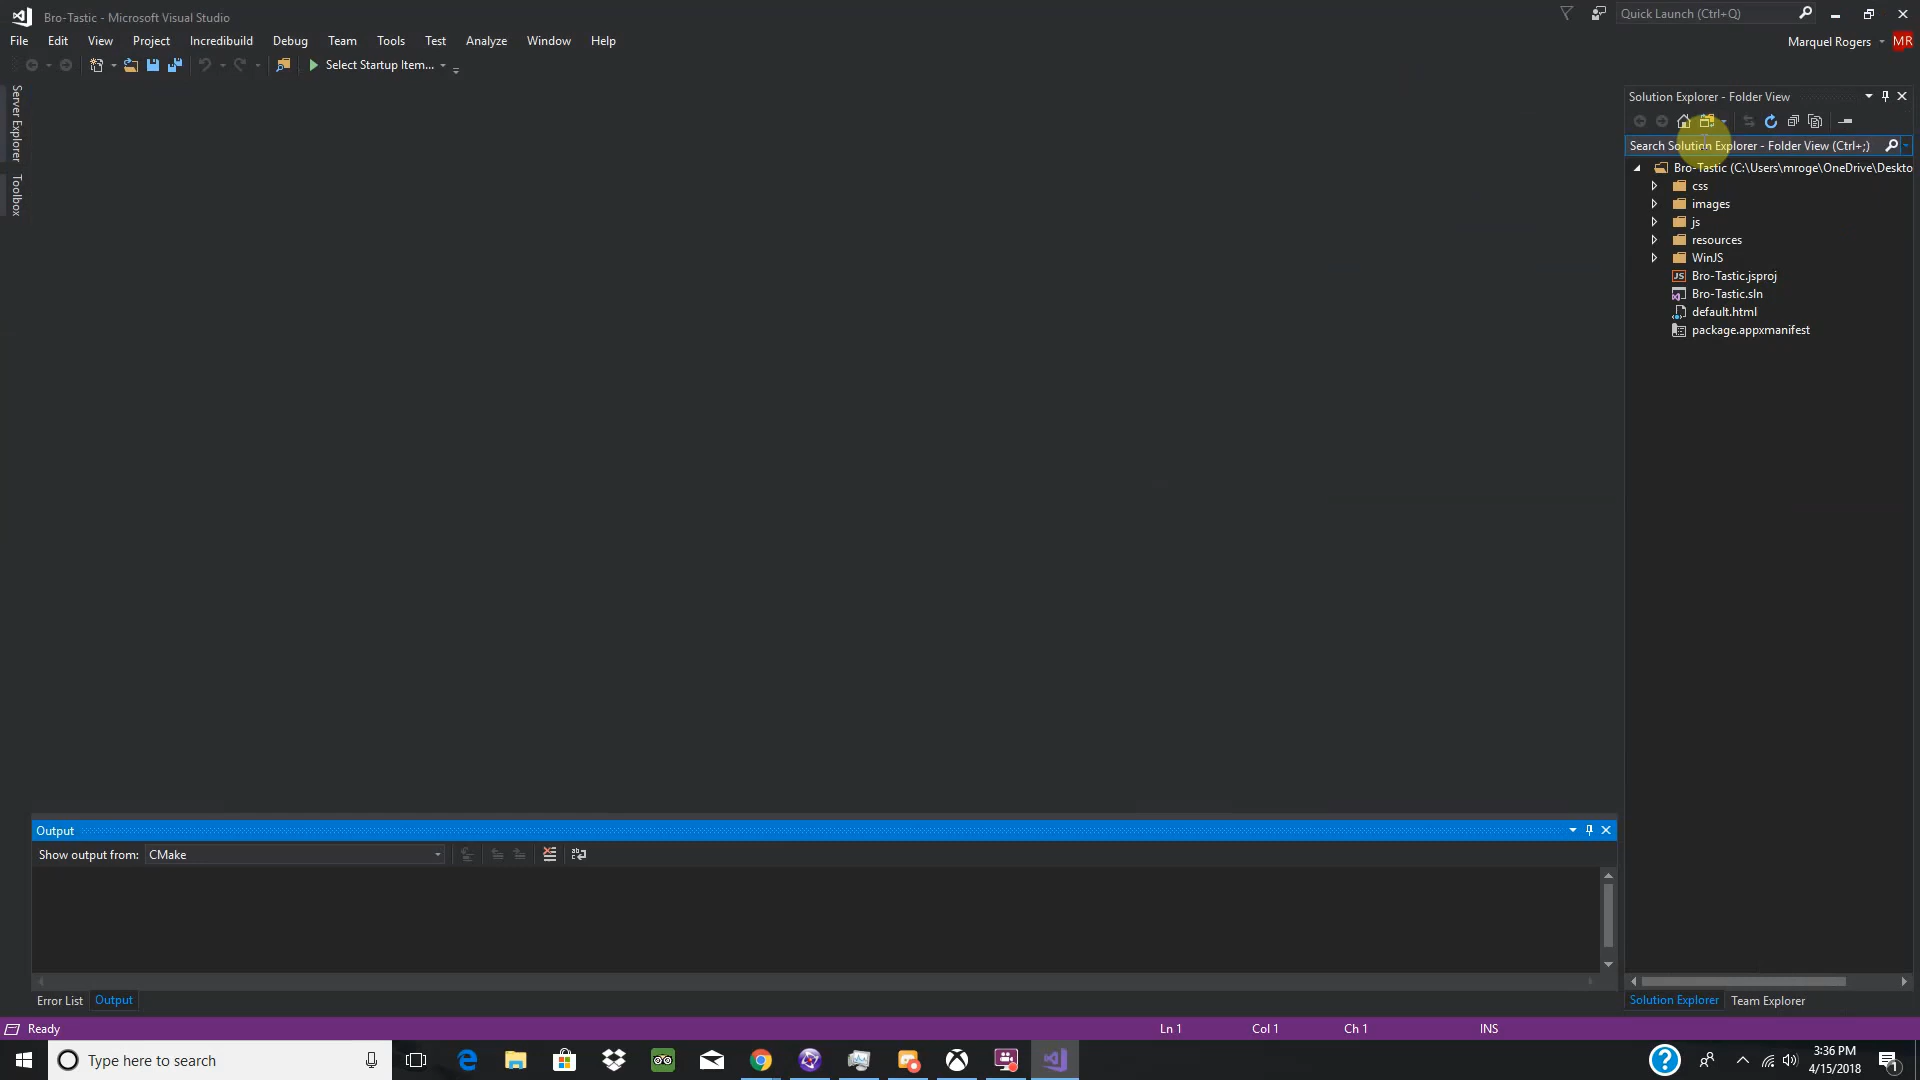 Bro-Tastic - Microsoft Visual Studio
Quick Launch (Ctrl+Q)
File Edit View Project Incredibuild Debug Team Tools Test Analyze Window Help
Marquel Rogers MR
Select Startup Item...
Server Explorer
Toolbox
Solution Explorer - Folder View
Search Solution Explorer - Folder View (Ctrl+;)
Bro-Tastic (C:\Users\mroge\OneDrive\Deskto
css
images
js
resources
WinJS
JS Bro-Tastic.jsproj
Bro-Tastic.sln
default.html
package.appxmanifest
Output
Show output from: CMake
Error List Output
Solution Explorer Team Explorer
Ready Ln 1 Col 1 Ch 1 INS
Type here to search
3:36 PM
4/15/2018
1